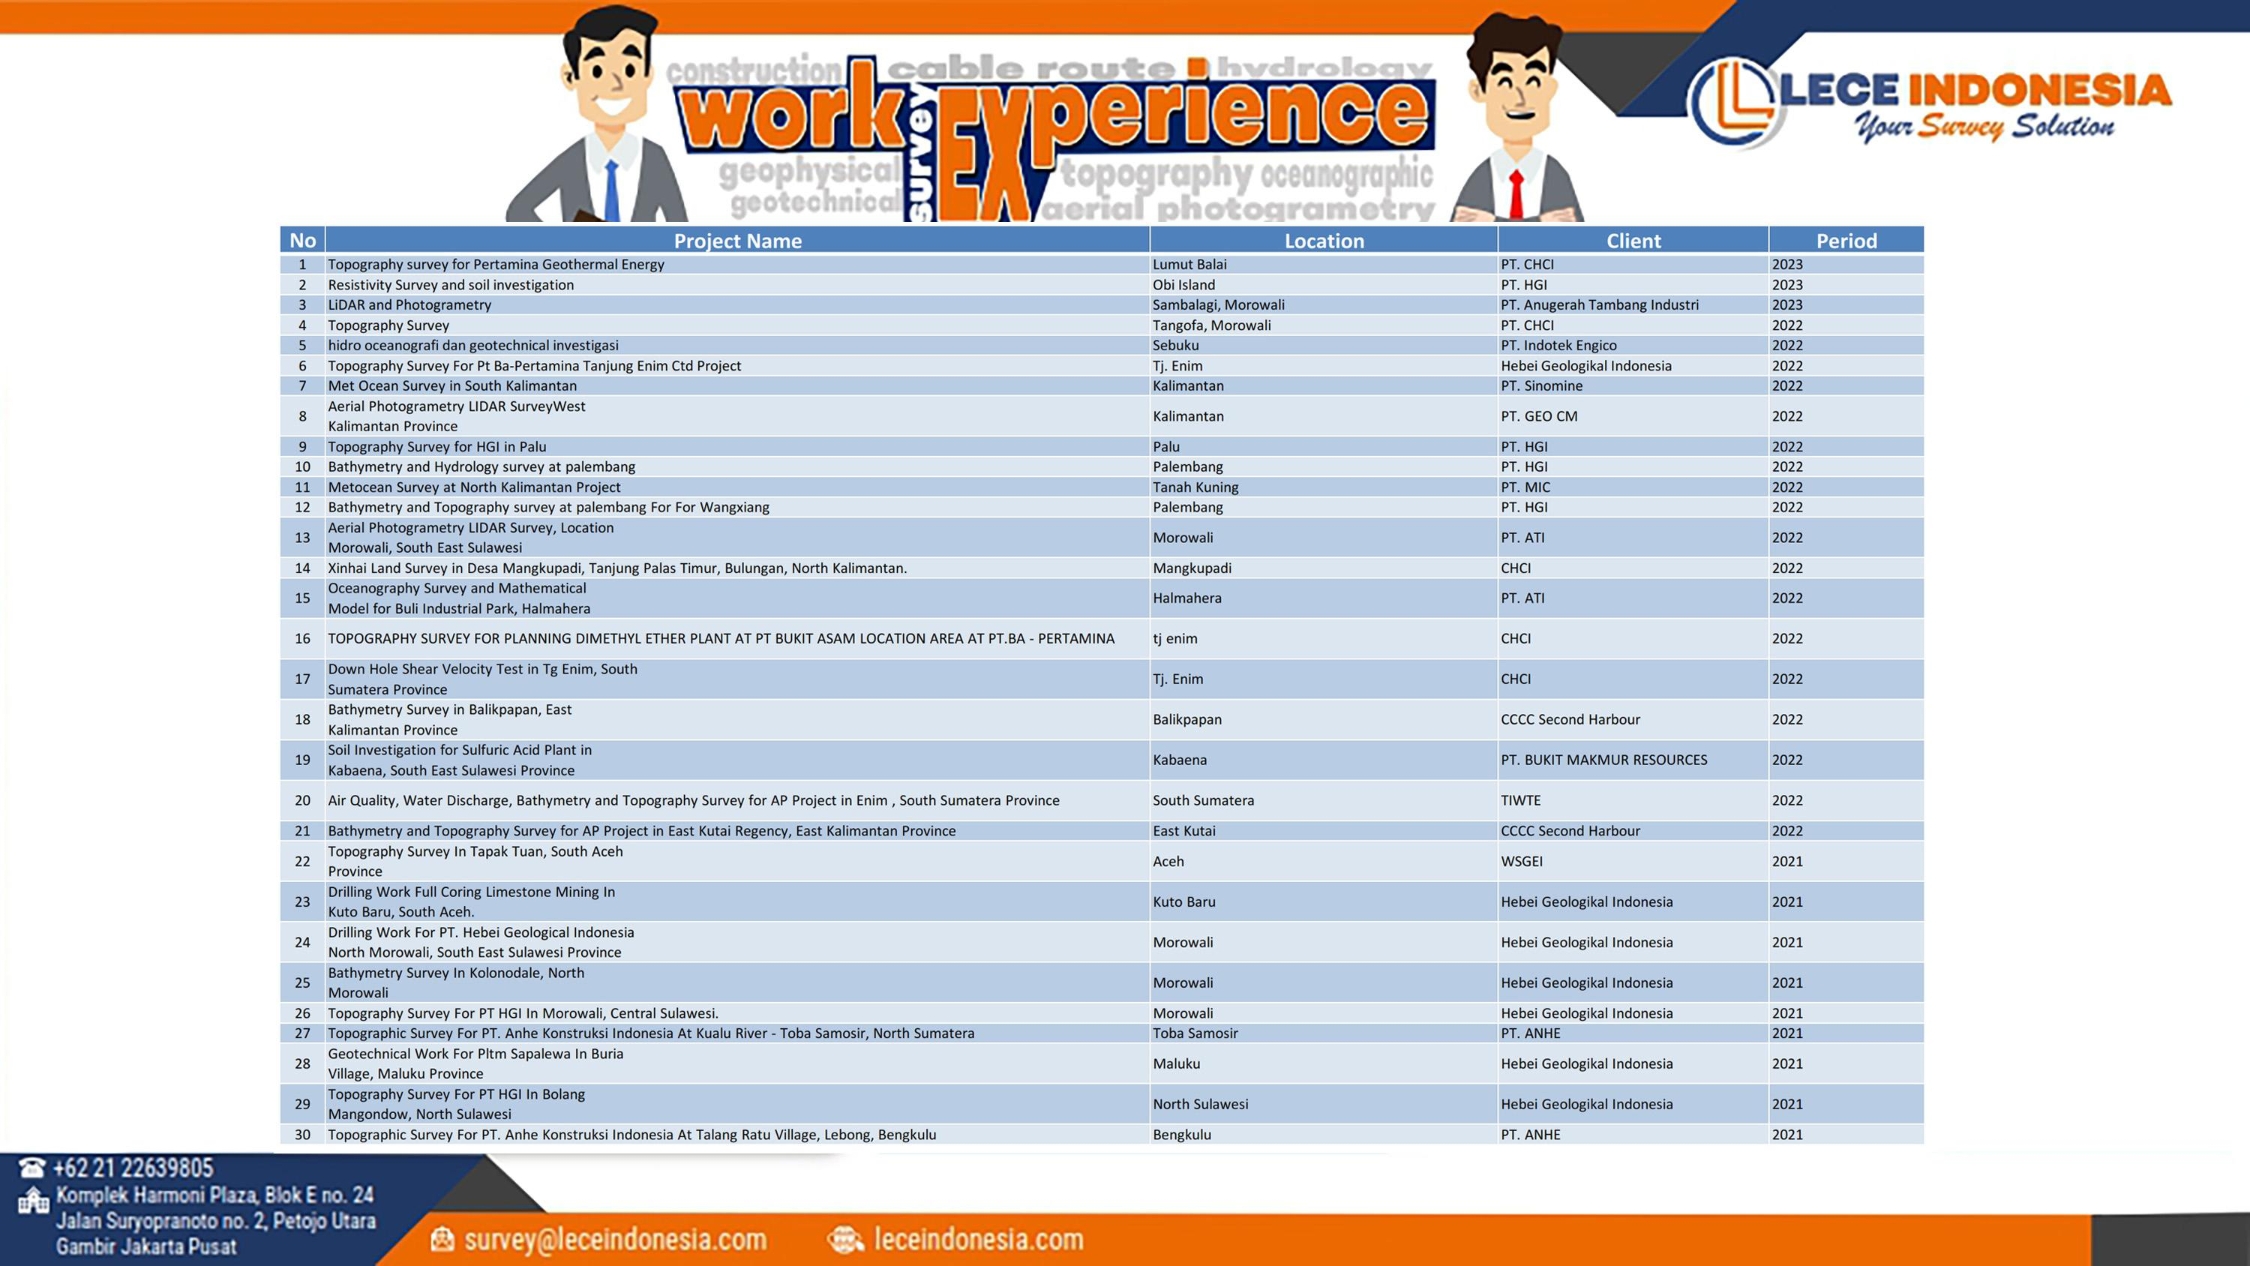 construction cable route hydrology
work survey Experience
geophysical topography oceanographic
geotechnical aerial photogrametry
LECE INDONESIA
Your Survey Solution
No Project Name Location Client Period
1 Topography survey for Pertamina Geothermal Energy Lumut Balai PT. CHCI 2023
2 Resistivity Survey and soil investigation Obi Island PT. HGI 2023
3 LiDAR and Photogrametry Sambalagi, Morowali PT. Anugerah Tambang Industri 2023
4 Topography Survey Tangofa, Morowali PT. CHCI 2022
5 hidro oceanografi dan geotechnical investigasi Sebuku PT. Indotek Engico 2022
6 Topography Survey For Pt Ba-Pertamina Tanjung Enim Ctd Project Tj. Enim Hebei Geologikal Indonesia 2022
7 Met Ocean Survey in South Kalimantan Kalimantan PT. Sinomine 2022
8 Aerial Photogrametry LIDAR SurveyWest
Kalimantan Province Kalimantan PT. GEO CM 2022
9 Topography Survey for HGI in Palu Palu PT. HGI 2022
10 Bathymetry and Hydrology survey at palembang Palembang PT. HGI 2022
11 Metocean Survey at North Kalimantan Project Tanah Kuning PT. MIC 2022
12 Bathymetry and Topography survey at palembang For For Wangxiang Palembang PT. HGI 2022
13 Aerial Photogrametry LIDAR Survey, Location
Morowali, South East Sulawesi Morowali PT. ATI 2022
14 Xinhai Land Survey in Desa Mangkupadi, Tanjung Palas Timur, Bulungan, North Kalimantan. Mangkupadi CHCI 2022
15 Oceanography Survey and Mathematical
Model for Buli Industrial Park, Halmahera Halmahera PT. ATI 2022
16 TOPOGRAPHY SURVEY FOR PLANNING DIMETHYL ETHER PLANT AT PT BUKIT ASAM LOCATION AREA AT PT.BA - PERTAMINA tj enim CHCI 2022
17 Down Hole Shear Velocity Test in Tg Enim, South
Sumatera Province Tj. Enim CHCI 2022
18 Bathymetry Survey in Balikpapan, East
Kalimantan Province Balikpapan CCCC Second Harbour 2022
19 Soil Investigation for Sulfuric Acid Plant in
Kabaena, South East Sulawesi Province Kabaena PT. BUKIT MAKMUR RESOURCES 2022
20 Air Quality, Water Discharge, Bathymetry and Topography Survey for AP Project in Enim , South Sumatera Province South Sumatera TIWTE 2022
21 Bathymetry and Topography Survey for AP Project in East Kutai Regency, East Kalimantan Province East Kutai CCCC Second Harbour 2022
22 Topography Survey In Tapak Tuan, South Aceh
Province Aceh WSGEI 2021
23 Drilling Work Full Coring Limestone Mining In
Kuto Baru, South Aceh. Kuto Baru Hebei Geologikal Indonesia 2021
24 Drilling Work For PT. Hebei Geological Indonesia
North Morowali, South East Sulawesi Province Morowali Hebei Geologikal Indonesia 2021
25 Bathymetry Survey In Kolonodale, North
Morowali Morowali Hebei Geologikal Indonesia 2021
26 Topography Survey For PT HGI In Morowali, Central Sulawesi. Morowali Hebei Geologikal Indonesia 2021
27 Topographic Survey For PT. Anhe Konstruksi Indonesia At Kualu River - Toba Samosir, North Sumatera Toba Samosir PT. ANHE 2021
28 Geotechnical Work For Pltm Sapalewa In Buria
Village, Maluku Province Maluku Hebei Geologikal Indonesia 2021
29 Topography Survey For PT HGI In Bolang
Mangondow, North Sulawesi North Sulawesi Hebei Geologikal Indonesia 2021
30 Topographic Survey For PT. Anhe Konstruksi Indonesia At Talang Ratu Village, Lebong, Bengkulu Bengkulu PT. ANHE 2021
+62 21 22639805
Komplek Harmoni Plaza, Blok E no. 24
Jalan Suryopranoto no. 2, Petojo Utara
Gambir Jakarta Pusat
survey@leceindonesia.com leceindonesia.com